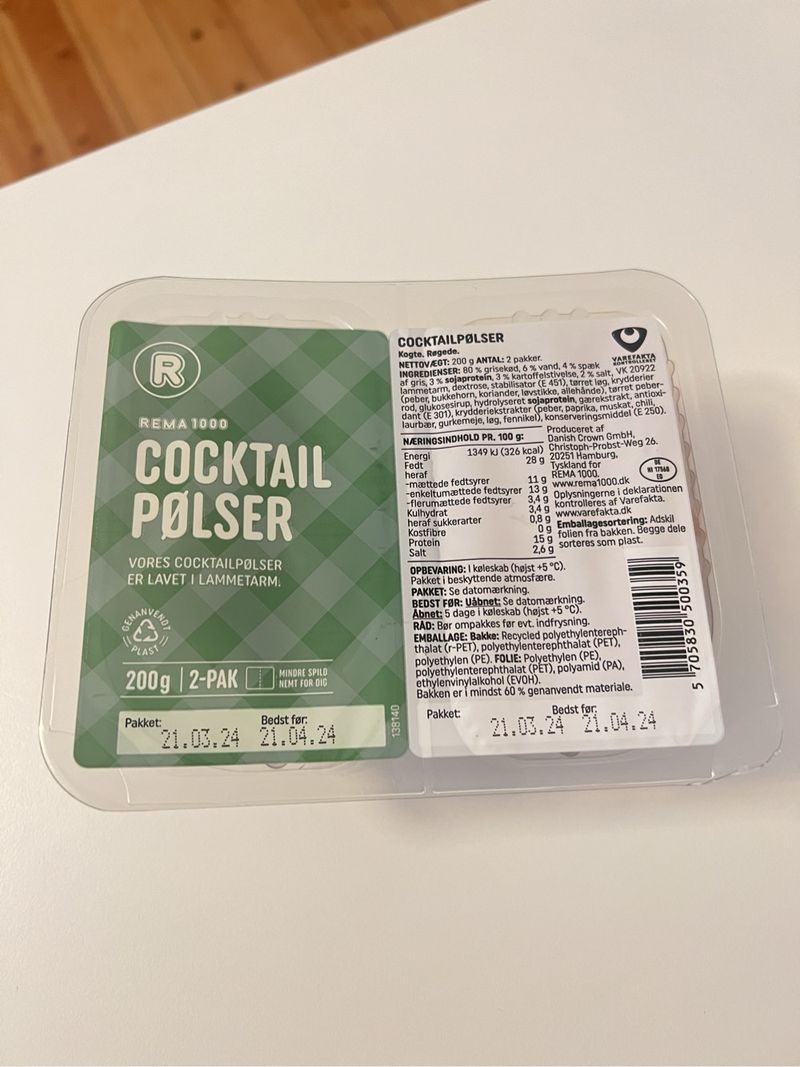 R
REMA 1000
COCKTAIL
PØLSER
VORES COCKTAILPØLSER
ER LAVET I LAMMETARM.
GENANVENDT
PLAST
200g | 2-PAK
MINDRE SPILD
NEMT FOR DIG
Pakket:
Bedst før:
21.03.24 21.04.24
138140
COCKTAILPØLSER
Kogte. Røgede.
NETTOVÆGT: 200 g ANTAL: 2 pakker.
INGREDIENSER: 80 % grisekød, 6 % vand, 4 % spæk
af gris, 3 % sojaprotein, 3 % kartoffelstivelse, 2 % salt, VK 20922
lammetarm, dextrose, stabilisator (E 451), tørret løg, krydderier
(peber, bukkehorn, koriander, løvstikke, allehånde), tørret peber-
rod, glukosesirup, hydrolyseret sojaprotein, gærekstrakt, antioxi-
dant (E 301), krydderiekstrakter (peber, paprika, muskat, chili,
laurbær, gurkemeje, løg, fennikel), konserveringsmiddel (E 250).
VAREFAKTA
KONTROLLERET
NÆRINGSINDHOLD PR. 100 g:
Energi 1349 kJ (326 kcal)
Fedt 28 g
heraf
-mættede fedtsyrer 11 g
-enkeltumættede fedtsyrer 13 g
-flerumættede fedtsyrer 3,4 g
Kulhydrat 3,4 g
heraf sukkerarter 0,8 g
Kostfibre 0 g
Protein 15 g
Salt 2,6 g
Produceret af
Danish Crown GmbH,
Christoph-Probst-Weg 26.
20251 Hamburg,
Tyskland for
REMA 1000.
www.rema1000.dk
DE
NI 17568
EG
Oplysningerne i deklarationen
kontrolleres af Varefakta.
www.varefakta.dk
Emballagesortering: Adskil
folien fra bakken. Begge dele
sorteres som plast.
OPBEVARING: I køleskab (højst +5 °C).
Pakket i beskyttende atmosfære.
PAKKET: Se datomærkning.
BEDST FØR: Uåbnet: Se datomærkning.
Åbnet: 5 dage i køleskab (højst +5 °C).
RÅD: Bør ompakkes før evt. indfrysning.
EMBALLAGE: Bakke: Recycled polyethylentereph-
thalat (r-PET), polyethylenterephthalat (PET),
polyethylen (PE). FOLIE: Polyethylen (PE),
polyethylenterephthalat (PET), polyamid (PA),
ethylenvinylalkohol (EVOH).
Bakken er i mindst 60 % genanvendt materiale.
5 705830 500359
Pakket:
Bedst før:
21.03.24 21.04.24